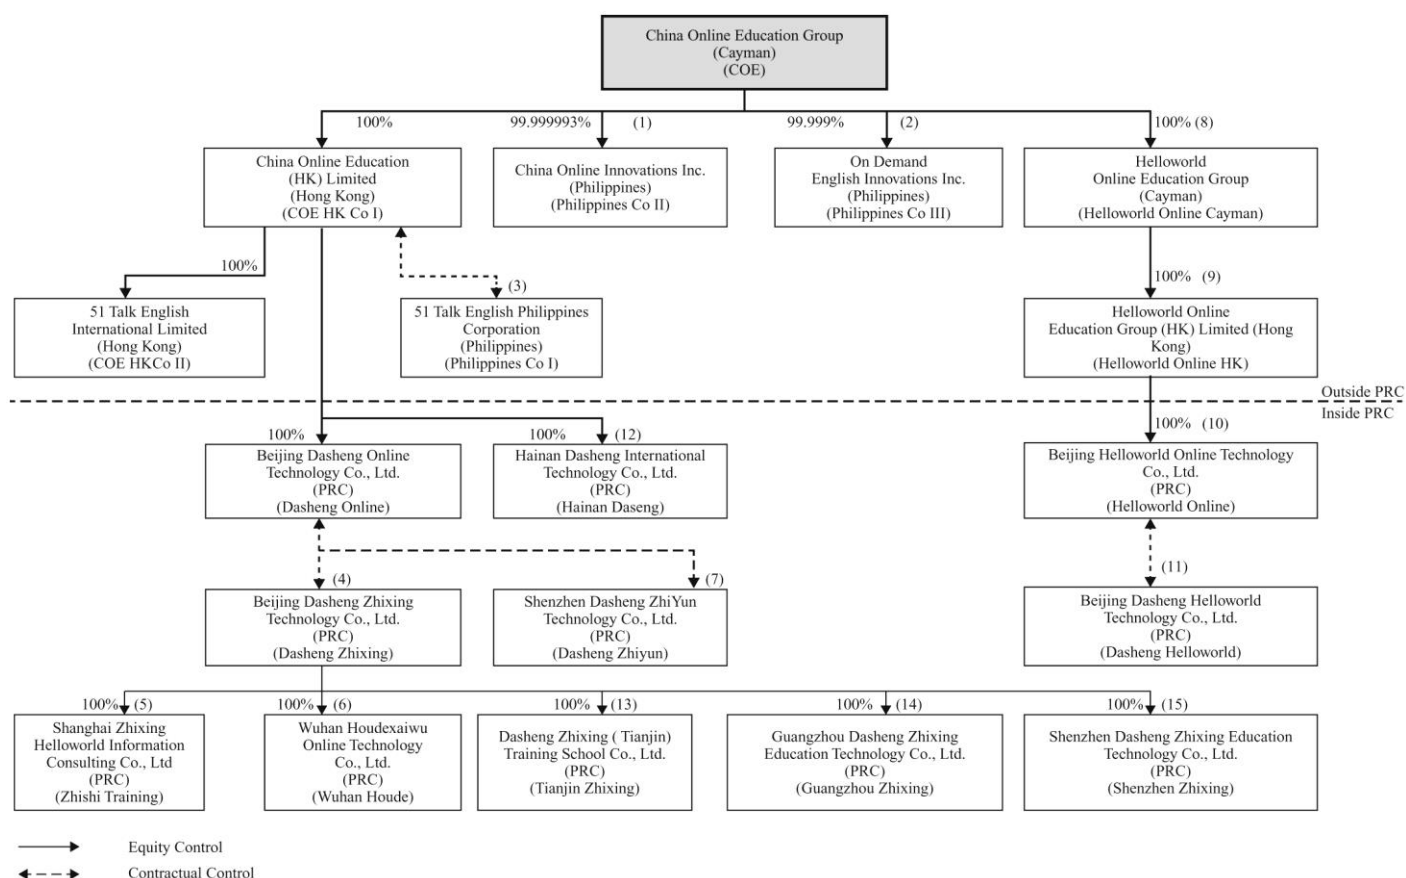 China Online Education Group
(Cayman)
(COE)
100%
99.999993%
(1)
99.999%
(2)
100% (8)
China Online Education
(HK) Limited
(Hong Kong)
(COE HK Co I)
China Online Innovations Inc.
(Philippines)
(Philippines Co II)
On Demand
English Innovations Inc.
(Philippines)
(Philippines Co III)
Helloworld
Online Education Group
(Cayman)
(Helloworld Online Cayman)
100%
(3)
100% (9)
51 Talk English
International Limited
(Hong Kong)
(COE HKCo II)
51 Talk English Philippines
Corporation
(Philippines)
(Philippines Co I)
Helloworld Online
Education Group (HK) Limited (Hong
Kong)
(Helloworld Online HK)
Outside PRC
Inside PRC
100%
100%
(12)
100% (10)
Beijing Dasheng Online
Technology Co., Ltd.
(PRC)
(Dasheng Online)
Hainan Dasheng International
Technology Co., Ltd.
(PRC)
(Hainan Daseng)
Beijing Helloworld Online Technology
Co., Ltd.
(PRC)
(Helloworld Online)
(4)
(7)
(11)
Beijing Dasheng Zhixing
Technology Co., Ltd.
(PRC)
(Dasheng Zhixing)
Shenzhen Dasheng ZhiYun
Technology Co., Ltd.
(PRC)
(Dasheng Zhiyun)
Beijing Dasheng Helloworld
Technology Co., Ltd.
(PRC)
(Dasheng Helloworld)
100% (5)
100% (6)
100% (13)
100% (14)
100% (15)
Shanghai Zhixing
Helloworld Information
Consulting Co., Ltd
(PRC)
(Zhishi Training)
Wuhan Houdexaiwu
Online Technology
Co., Ltd.
(PRC)
(Wuhan Houde)
Dasheng Zhixing ( Tianjin)
Training School Co., Ltd.
(PRC)
(Tianjin Zhixing)
Guangzhou Dasheng Zhixing
Education Technology Co., Ltd.
(PRC)
(Guangzhou Zhixing)
Shenzhen Dasheng Zhixing Education
Technology Co., Ltd.
(PRC)
(Shenzhen Zhixing)
Equity Control
Contractual Control